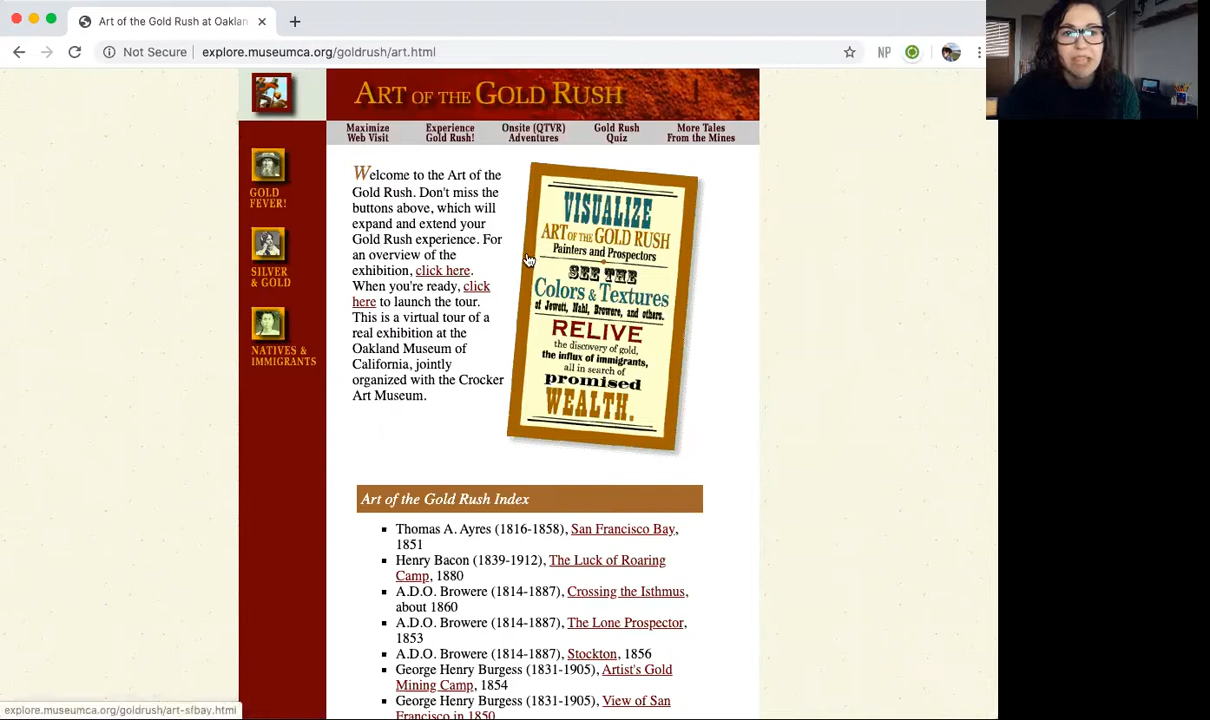 Art of the Gold Rush at Oaklan
Not Secure
explore.museumca.org/goldrush/art.html
NP
ART OF THE GOLD RUSH
Maximize
Web Visit
Experience
Gold Rush!
Onsite (QTVR)
Adventures
Gold Rush
Quiz
More Tales
From the Mines
GOLD
FEVER!
SILVER
& GOLD
NATIVES &
IMMIGRANTS
Welcome to the Art of the
Gold Rush. Don't miss the
buttons above, which will
expand and extend your
Gold Rush experience. For
an overview of the
exhibition, click here.
When you're ready, click
here to launch the tour.
This is a virtual tour of a
real exhibition at the
Oakland Museum of
California, jointly
organized with the Crocker
Art Museum.
VISUALIZE
ART OF THE GOLD RUSH
Painters and Prospectors
SEE THE
Colors & Textures
of Jewett, Nahl, Browere, and others.
RELIVE
the discovery of gold,
the influx of immigrants,
all in search of
promised
WEALTH.
Art of the Gold Rush Index
Thomas A. Ayres (1816-1858), San Francisco Bay,
1851
Henry Bacon (1839-1912), The Luck of Roaring
Camp, 1880
A.D.O. Browere (1814-1887), Crossing the Isthmus,
about 1860
A.D.O. Browere (1814-1887), The Lone Prospector,
1853
A.D.O. Browere (1814-1887), Stockton, 1856
George Henry Burgess (1831-1905), Artist's Gold
Mining Camp, 1854
George Henry Burgess (1831-1905), View of San
Francisco in 1850
explore.museumca.org/goldrush/art-sfbay.html